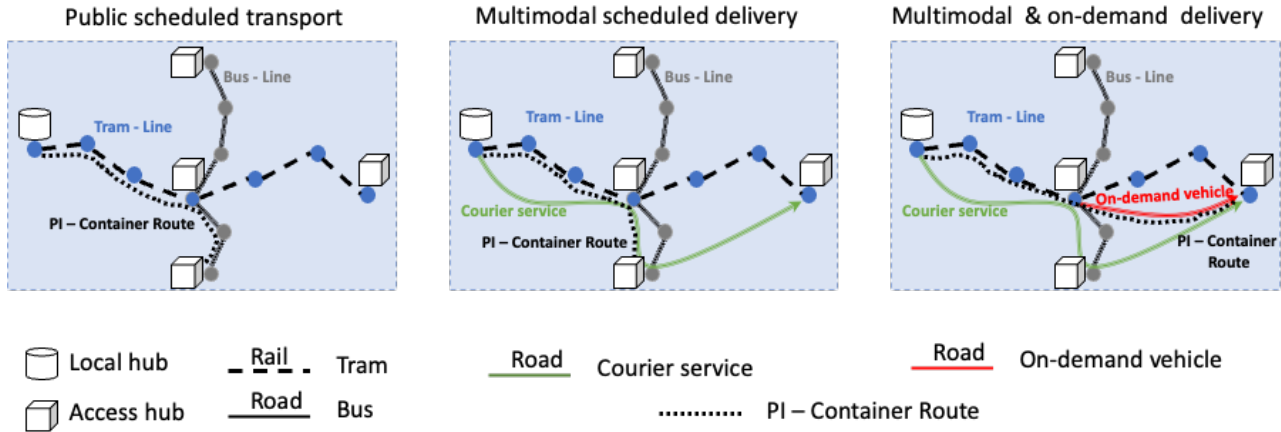 Public scheduled transport
Multimodal scheduled delivery
Multimodal & on-demand delivery
Bus - Line
Tram - Line
PI – Container Route
Bus - Line
Tram - Line
Courier service
PI – Container Route
Bus - Line
Tram - Line
On-demand vehicle
Courier service
PI – Container
Route
Local hub
Rail
Tram
Road
Courier service
Road
On-demand vehicle
Access hub
Road
Bus
PI – Container Route